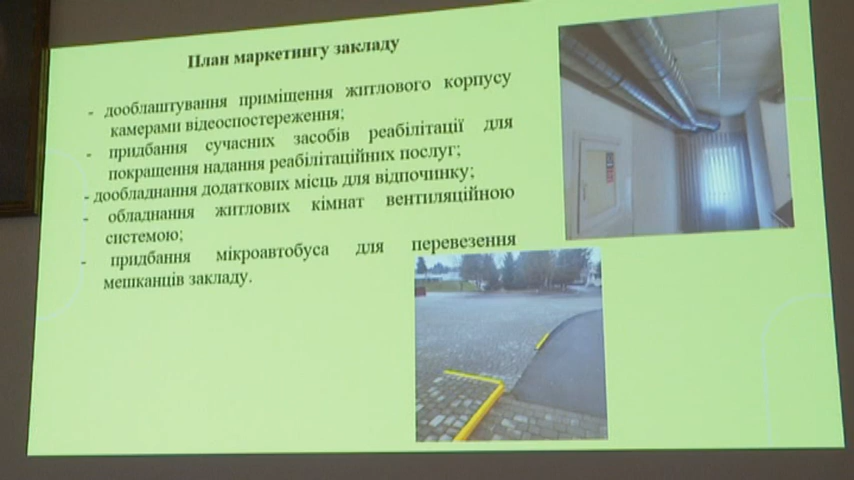 План маркетингу закладу
- дооблаштування приміщення житлового корпусу
камерами відеоспостереження;
- придбання сучасних засобів реабілітації для
покращення надання реабілітаційних послуг;
- дообладнання додаткових місць для відпочинку;
- обладнання житлових кімнат вентиляційною
системою;
- придбання мікроавтобуса для перевезення
мешканців закладу.